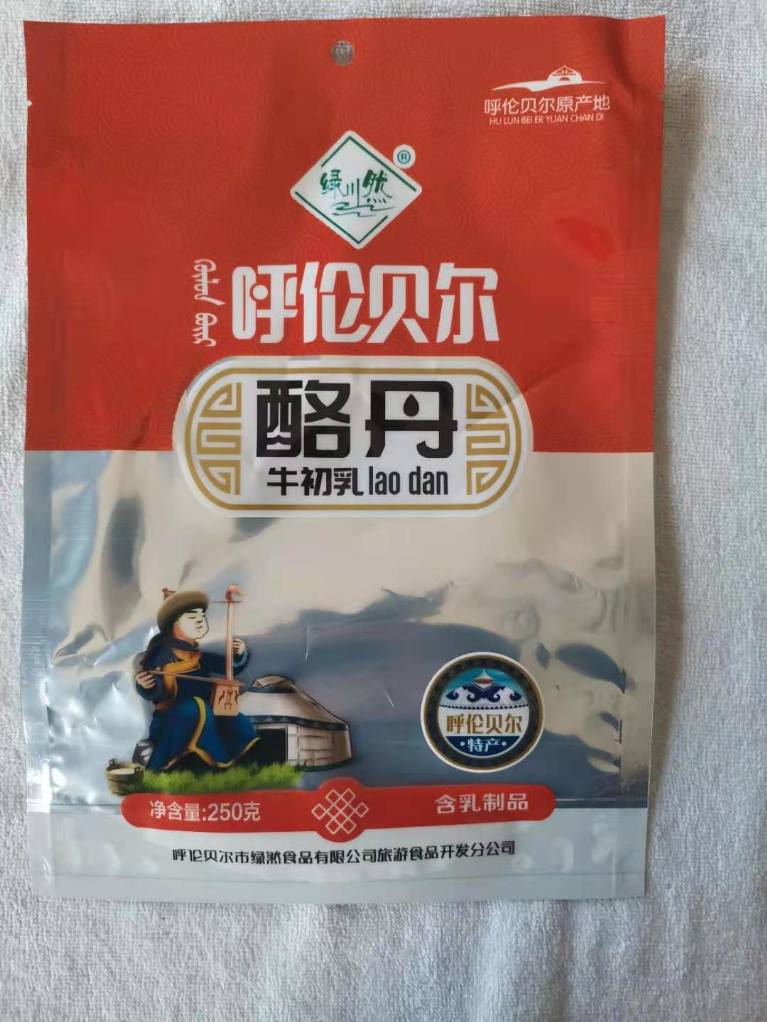 呼伦贝尔原产地
HU LUN BEI ER YUAN CHAN DI
绿川然
®
呼伦贝尔
酪丹
牛初乳 lao dan
呼伦贝尔
·特产·
净含量:250克
含乳制品
呼伦贝尔市绿然食品有限公司旅游食品开发分公司